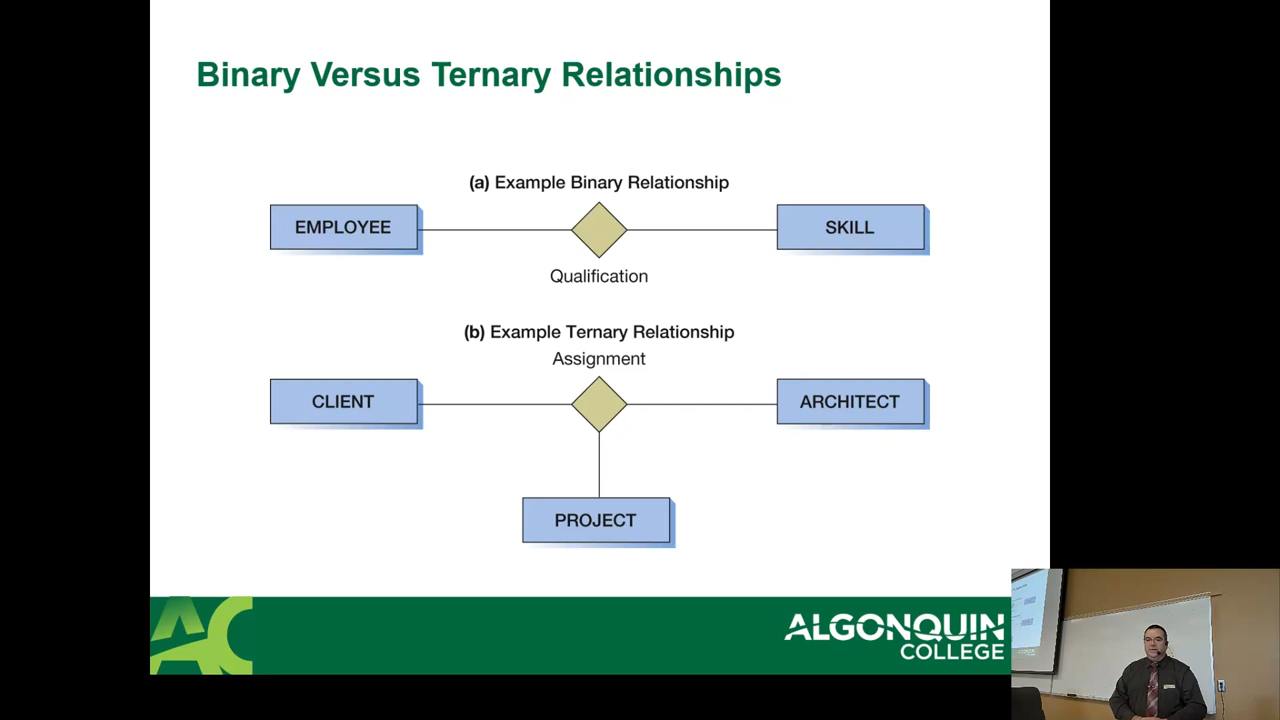 Binary Versus Ternary Relationships
(a) Example Binary Relationship
EMPLOYEE
SKILL
Qualification
(b) Example Ternary Relationship
Assignment
CLIENT
ARCHITECT
PROJECT
AC
ALGONQUIN
COLLEGE